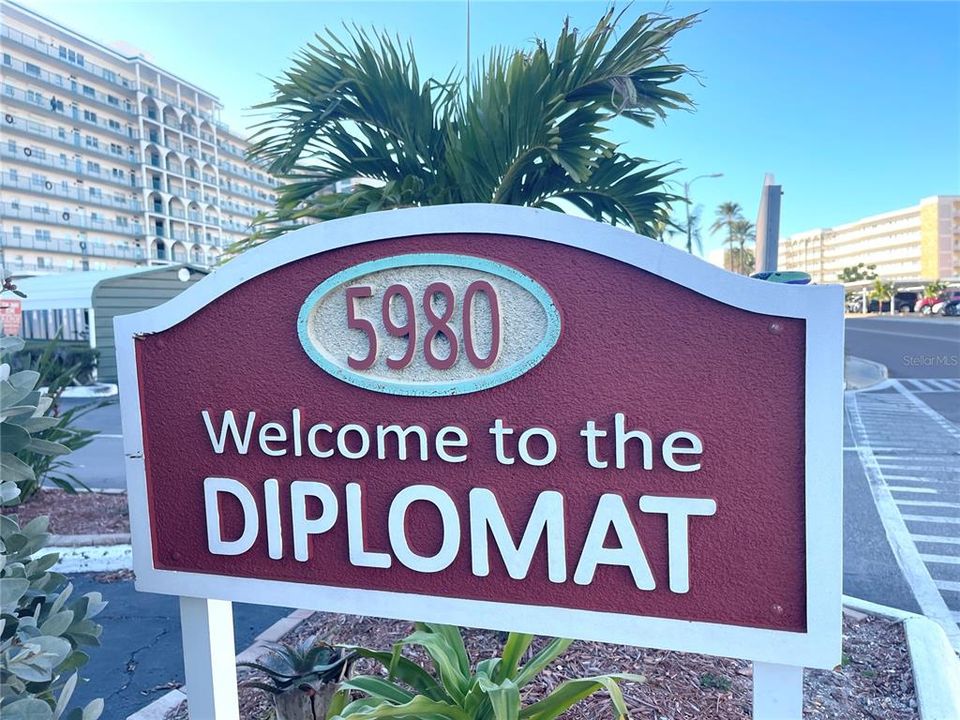 5980
Welcome to the
DIPLOMAT
StellarMLS